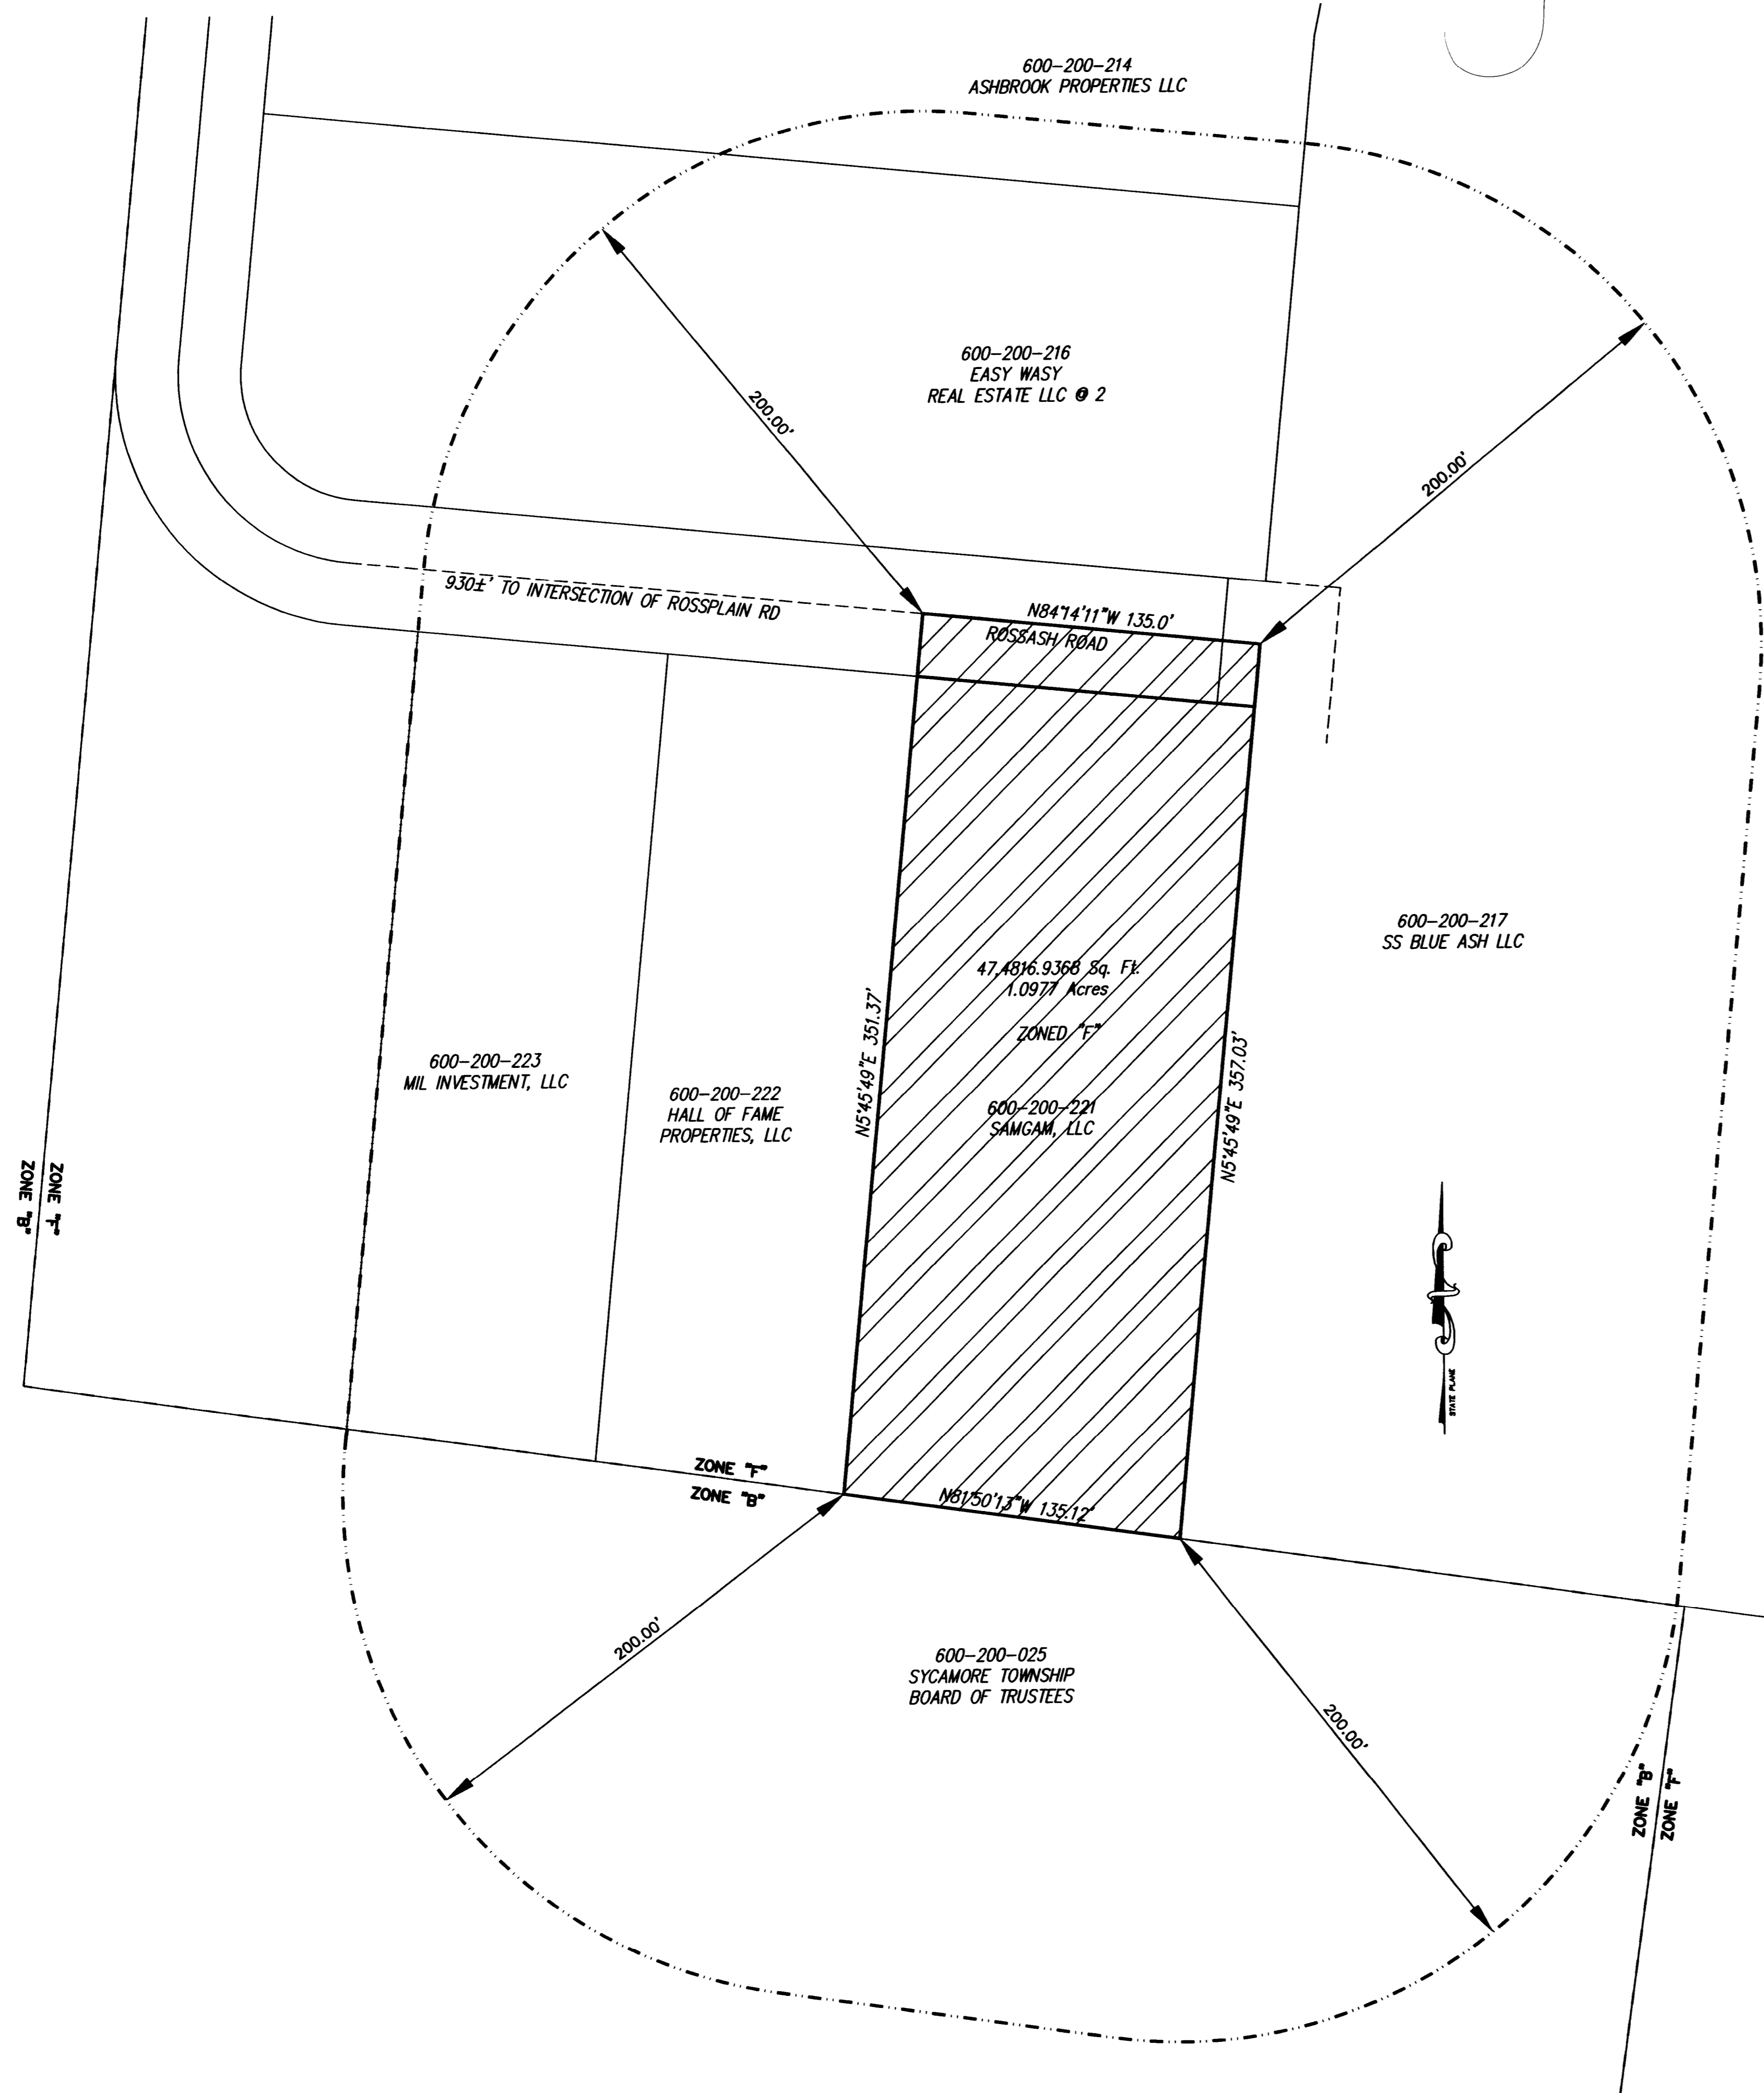 600-200-214
ASHBROOK PROPERTIES LLC
600-200-216
EASY WASY
REAL ESTATE LLC @ 2
200.00'
200.00'
930±' TO INTERSECTION OF ROSSPLAIN RD
N84°14'11"W 135.0'
ROSSASH ROAD
600-200-217
SS BLUE ASH LLC
47,4816.9368 Sq. Ft.
1.0977 Acres
ZONED "F"
N5°45'49"E 351.37'
N5°45'49"E 357.03'
600-200-223
MIL INVESTMENT, LLC
600-200-222
HALL OF FAME
PROPERTIES, LLC
600-200-221
SAMGAM, LLC
ZONE "B"
ZONE "F"
STATE PLANE
ZONE "F"
ZONE "B"
N81°50'13"W 135.12'
200.00'
600-200-025
SYCAMORE TOWNSHIP
BOARD OF TRUSTEES
200.00'
ZONE "B"
ZONE "F"